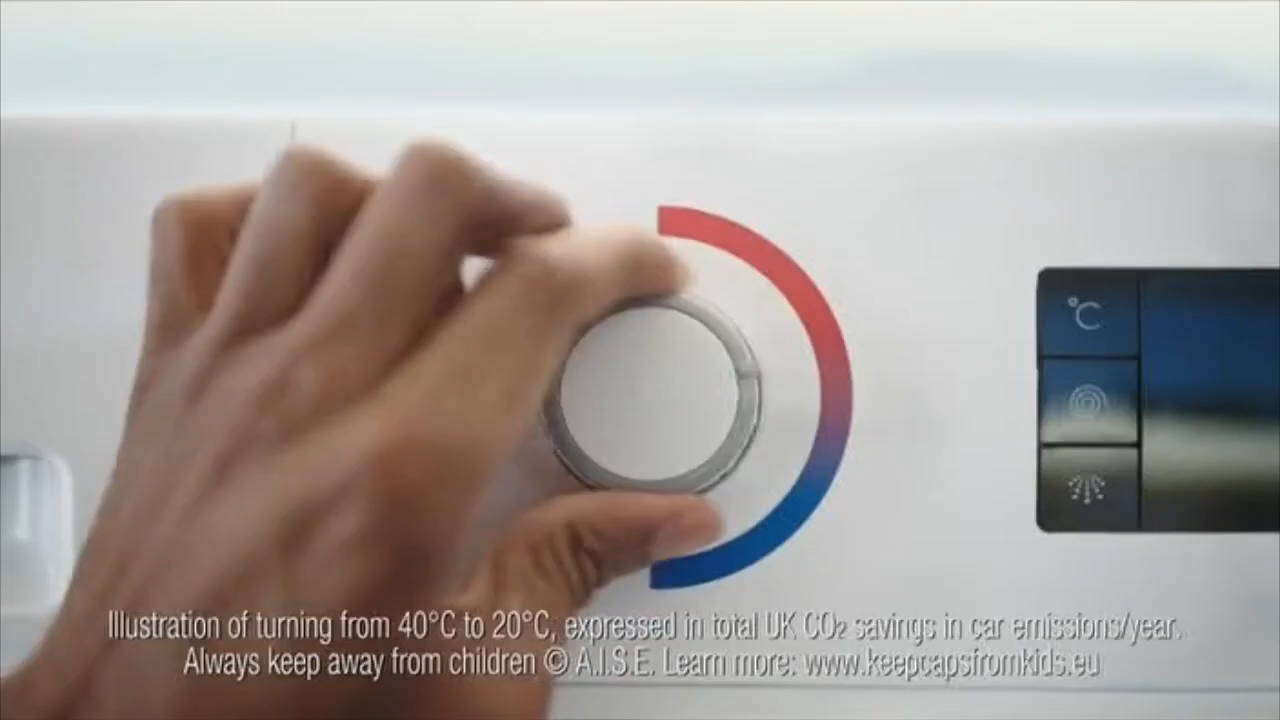 °C
Illustration of turning from 40°C to 20°C, expressed in total UK CO₂ savings in car emissions/year.
Always keep away from children © A.I.S.E. Learn more: www.keepcapsfromkids.eu